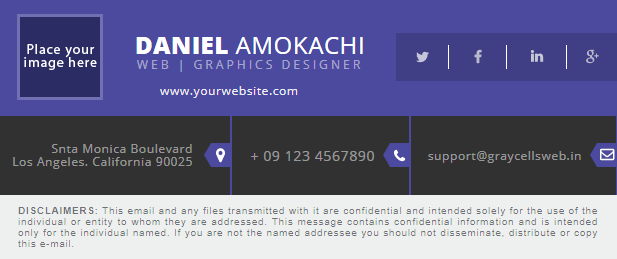 Place your
image here
DANIEL AMOKACHI
WEB | GRAPHICS DESIGNER
www.yourwebsite.com
Snta Monica Boulevard
Los Angeles. California 90025
+ 09 123 4567890
support@graycellsweb.in
DISCLAIMERS: This email and any files transmitted with it are confidential and intended solely for the use of the
individual or entity to whom they are addressed. This message contains confidential information and is intended
only for the individual named. If you are not the named addressee you should not disseminate, distribute or copy
this e-mail.